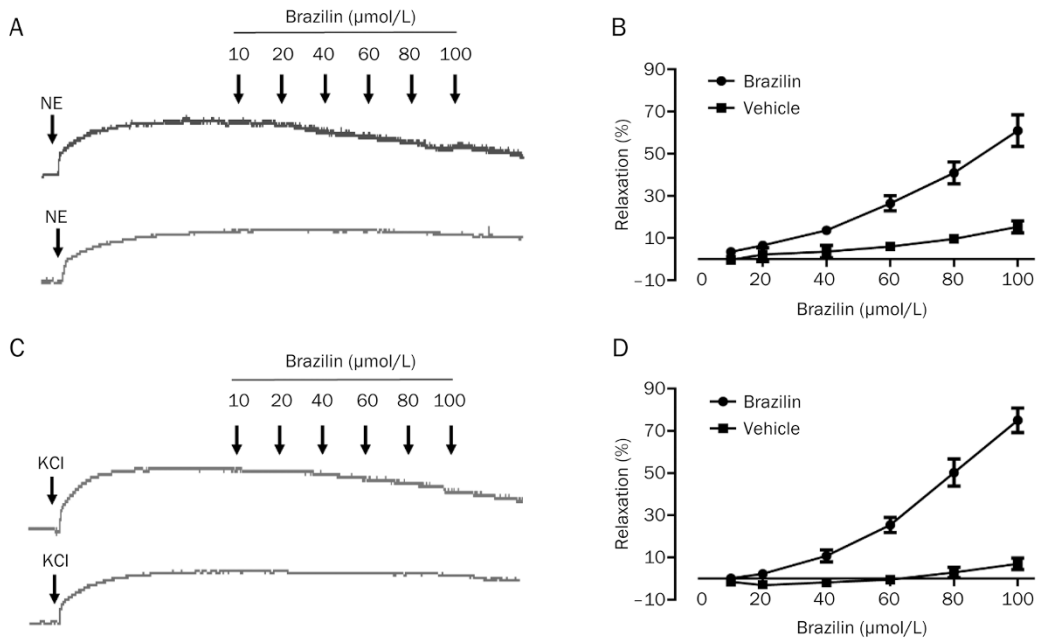 A
Brazilin (µmol/L)
10 20 40 60 80 100
NE
NE
B
Brazilin
Vehicle
Relaxation (%)
90
70
50
30
10
–10
0 20 40 60 80 100
Brazilin (µmol/L)
C
Brazilin (µmol/L)
10 20 40 60 80 100
KCl
KCl
D
Brazilin
Vehicle
Relaxation (%)
90
70
50
30
10
–10
0 20 40 60 80 100
Brazilin (µmol/L)